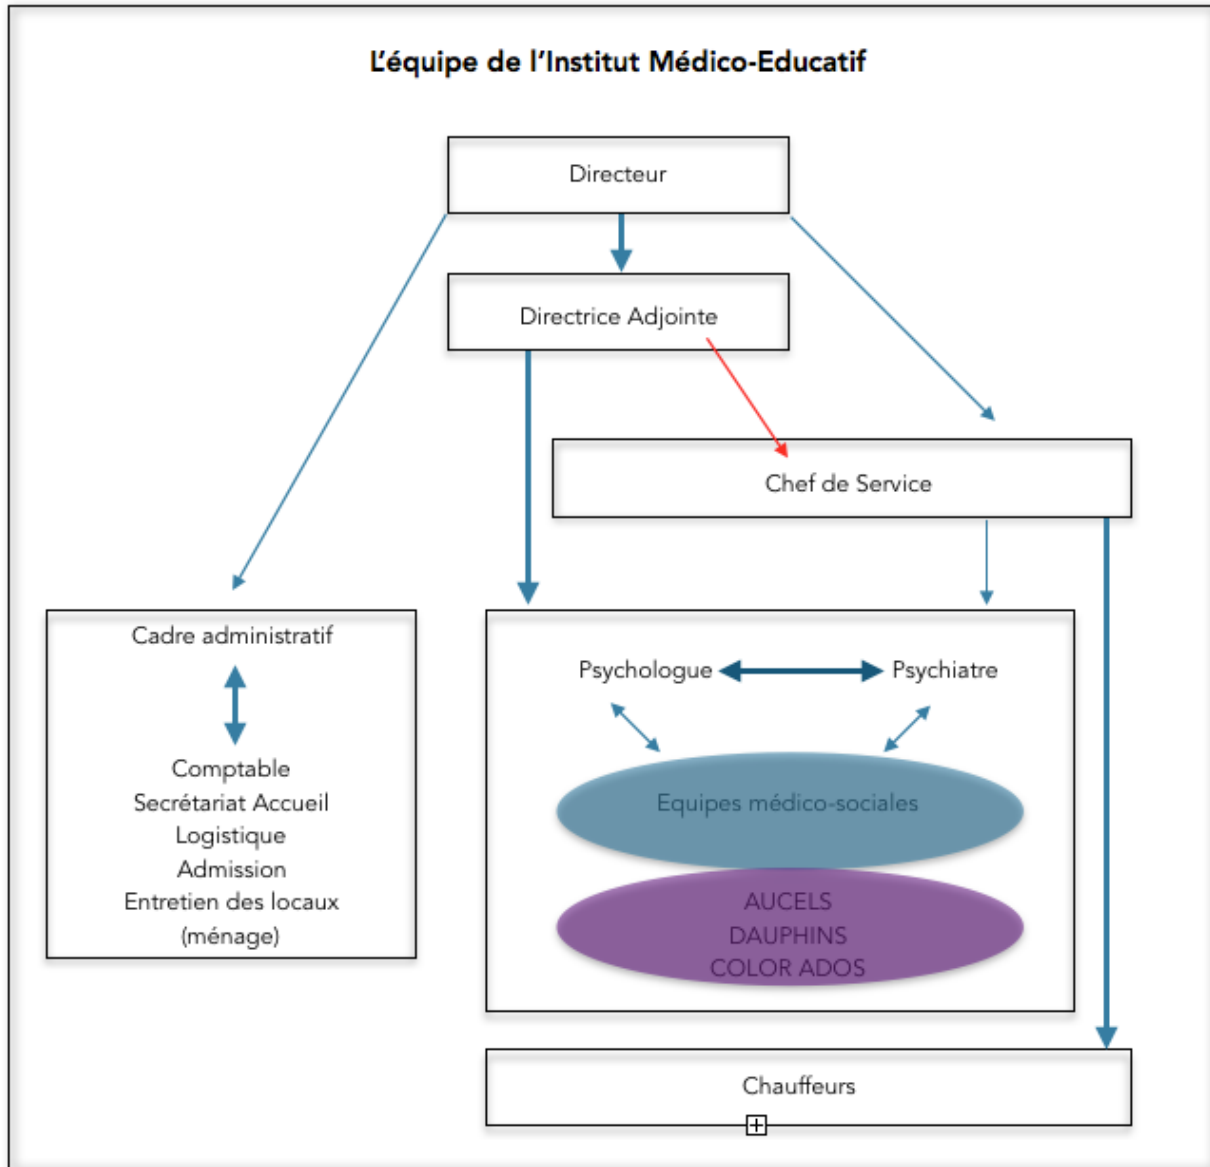 L'équipe de l'Institut Médico-Educatif
Directeur
Directrice Adjointe
Chef de Service
Cadre administratif
Comptable
Secrétariat Accueil
Logistique
Admission
Entretien des locaux
(ménage)
Psychologue
Psychiatre
Equipes médico-sociales
AUCELS
DAUPHINS
COLOR ADOS
Chauffeurs